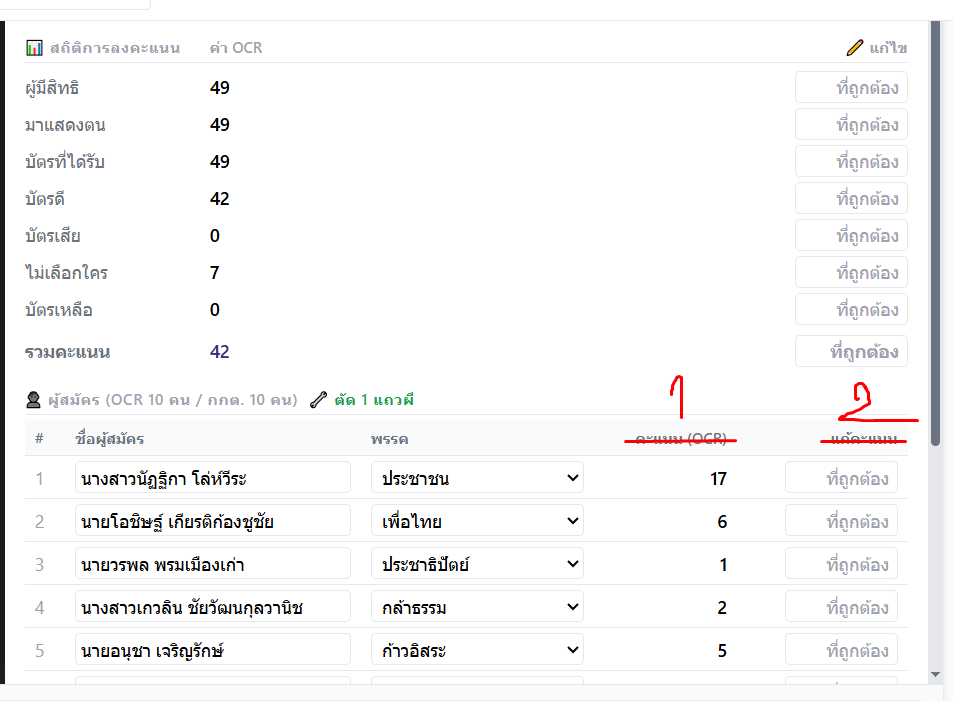 สถิติการลงคะแนน ค่า OCR แก้ไข
ผู้มีสิทธิ 49 ที่ถูกต้อง
มาแสดงตน 49 ที่ถูกต้อง
บัตรที่ได้รับ 49 ที่ถูกต้อง
บัตรดี 42 ที่ถูกต้อง
บัตรเสีย 0 ที่ถูกต้อง
ไม่เลือกใคร 7 ที่ถูกต้อง
บัตรเหลือ 0 ที่ถูกต้อง
รวมคะแนน 42 ที่ถูกต้อง
1 2
ผู้สมัคร (OCR 10 คน / กกต. 10 คน) ตัด 1 แถวผี
# ชื่อผู้สมัคร พรรค คะแนน (OCR) แก้คะแนน
1 นางสาวนัฏฐิกา โล่ห์วีระ ประชาชน 17 ที่ถูกต้อง
2 นายโอชิษฐ์ เกียรติก้องชูชัย เพื่อไทย 6 ที่ถูกต้อง
3 นายวรพล พรมเมืองเก่า ประชาธิปัตย์ 1 ที่ถูกต้อง
4 นางสาวเกวลิน ชัยวัฒนกุลวานิช กล้าธรรม 2 ที่ถูกต้อง
5 นายอนุชา เจริญรักษ์ ก้าวอิสระ 5 ที่ถูกต้อง